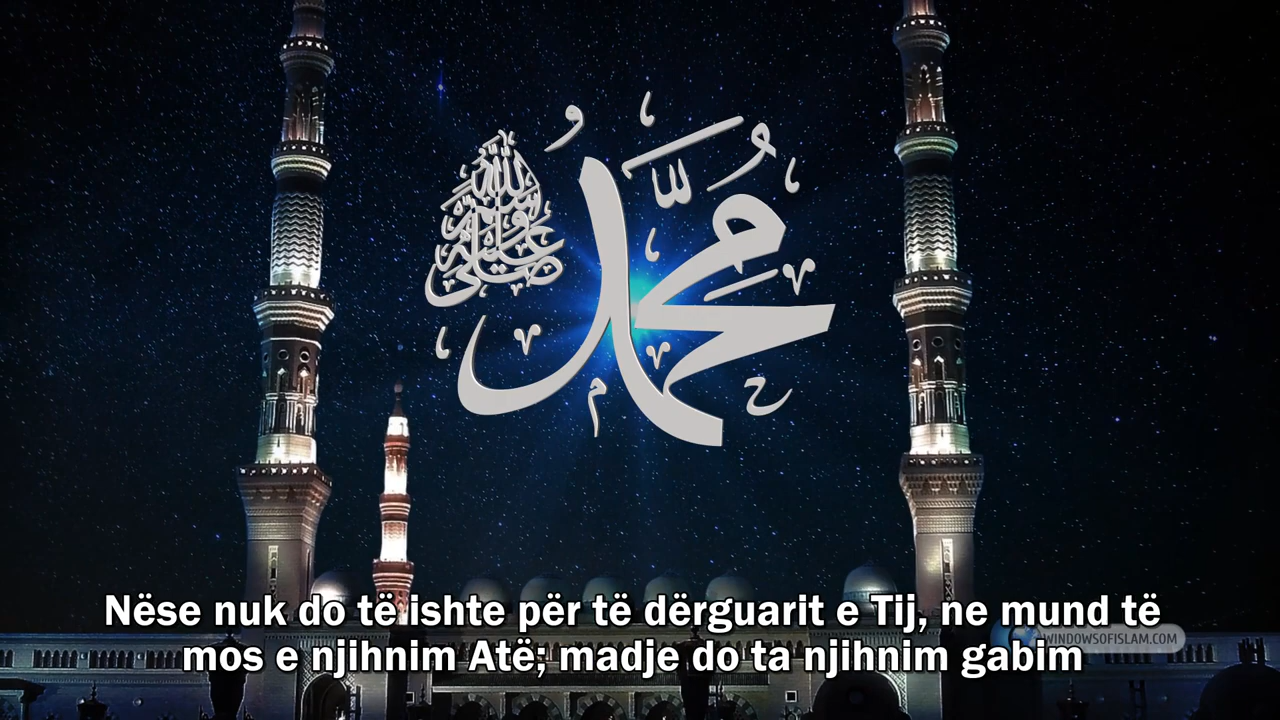 محمد
صلى الله عليه وسلم
Nëse nuk do të ishte për të dërguarit e Tij, ne mund të
mos e njihnim Atë; madje do ta njihnim gabim
WINDOWSOFISLAM.COM